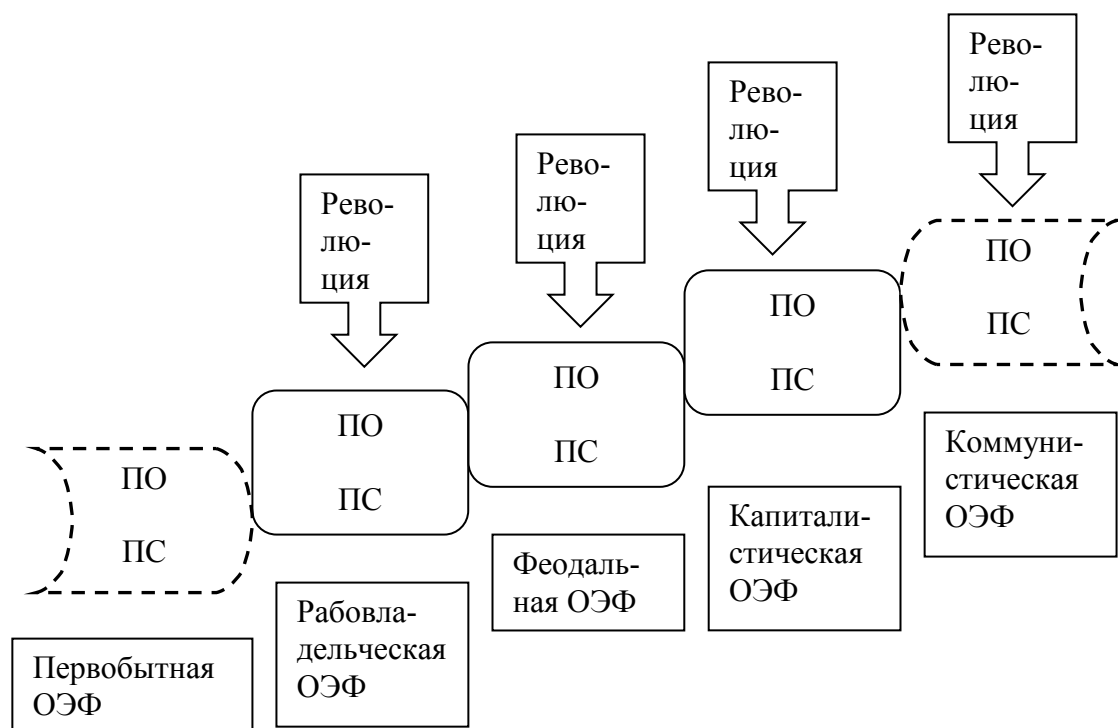 Рево-
лю-
ция
Рево-
лю-
ция
Рево-
лю-
ция
Рево-
лю-
ция
ПО
ПС
ПО
ПС
ПО
ПС
ПО
ПС
ПО
ПС
Первобытная
ОЭФ
Рабовла-
дельческая
ОЭФ
Феодаль-
ная ОЭФ
Капитали-
стическая
ОЭФ
Коммуни-
стическая
ОЭФ